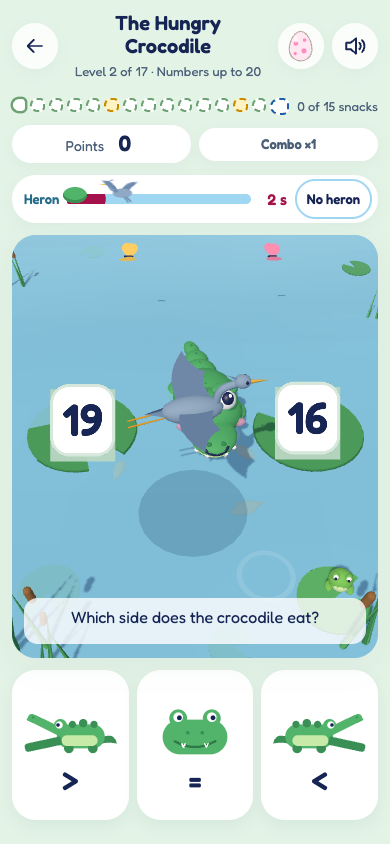 The Hungry
Crocodile
Level 2 of 17 · Numbers up to 20
0 of 15 snacks
Points 0
Combo ×1
Heron
2 s
No heron
19
16
Which side does the crocodile eat?
>
=
<